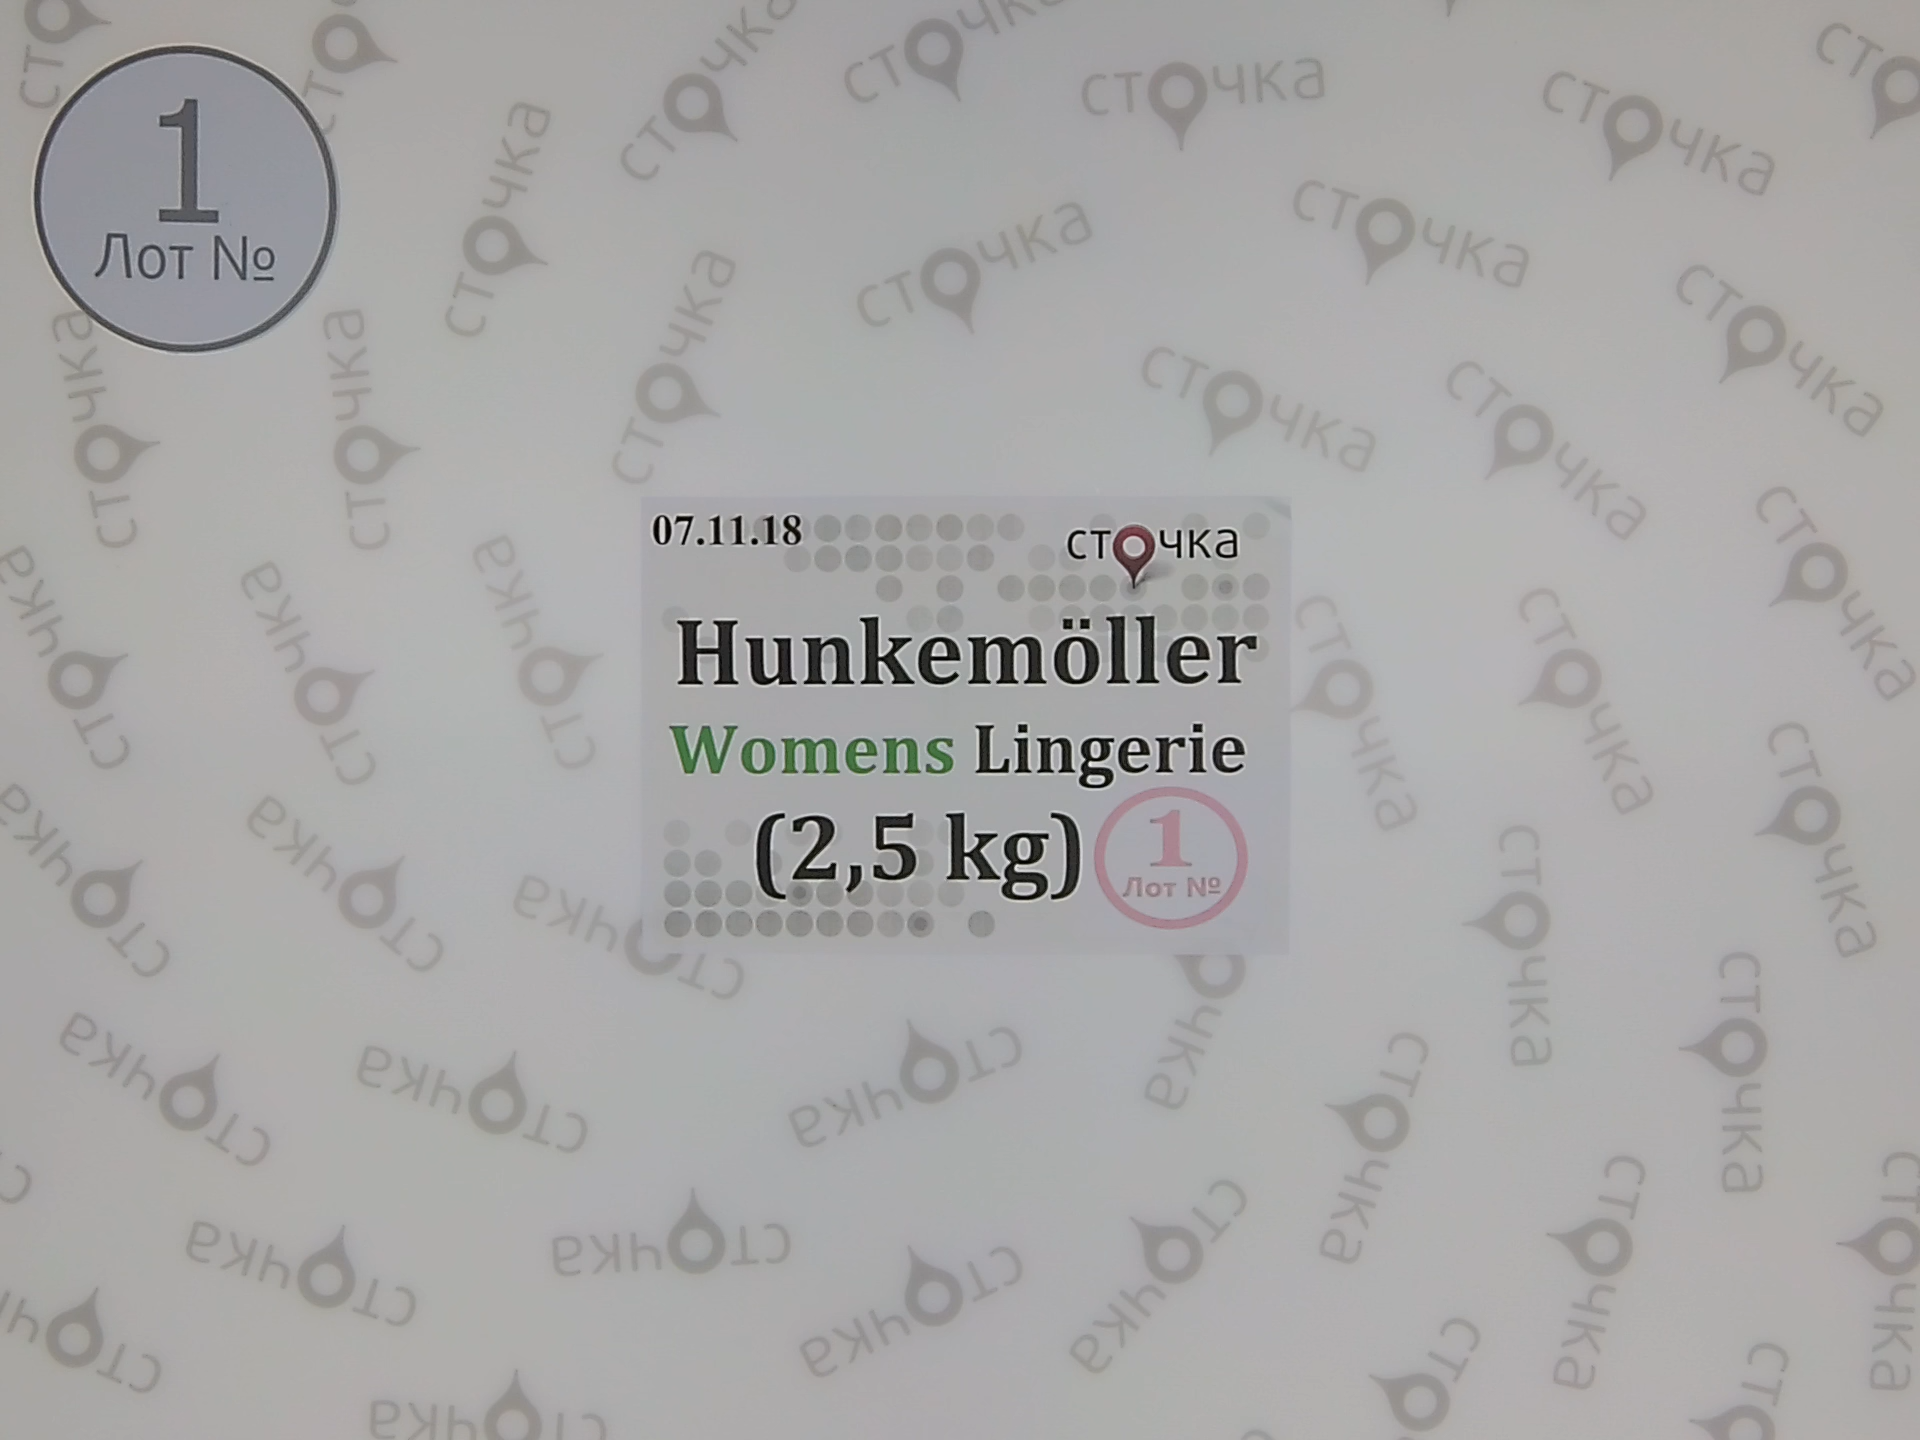 1
Лот №
07.11.18
сточка
Hunkemöller
Womens Lingerie
(2,5 kg)
1
Лот №